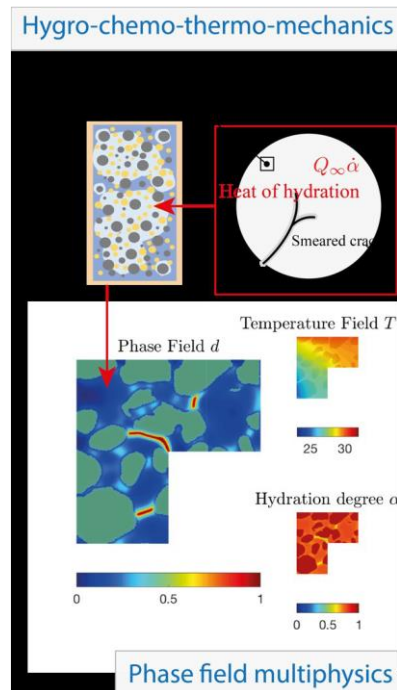 Hygro-chemo-thermo-mechanics
Q∞α̇
Heat of hydration
Smeared crac
Temperature Field T
Phase Field d
25 30
Hydration degree α
0 0.5 1
0 0.5 1
Phase field multiphysics